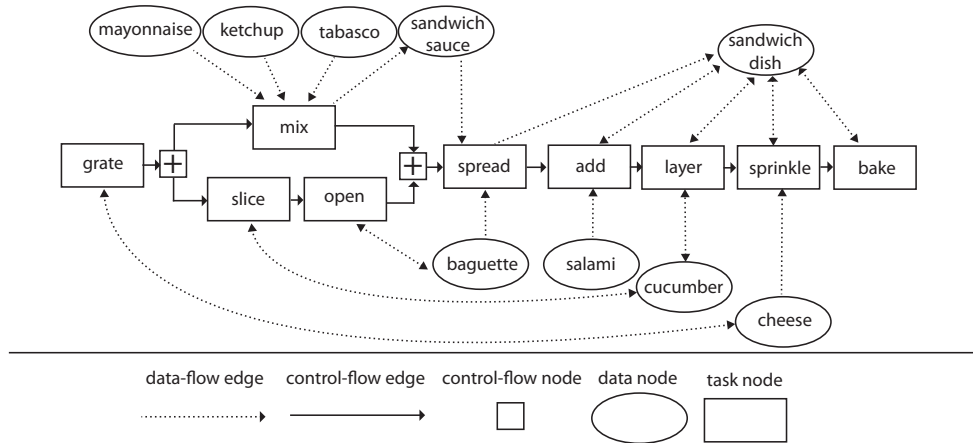 mayonnaise
ketchup
tabasco
sandwich
sauce
sandwich
dish
mix
+
+
grate
spread
add
layer
sprinkle
bake
slice
open
baguette
salami
cucumber
cheese
data-flow edge
control-flow edge
control-flow node
data node
task node